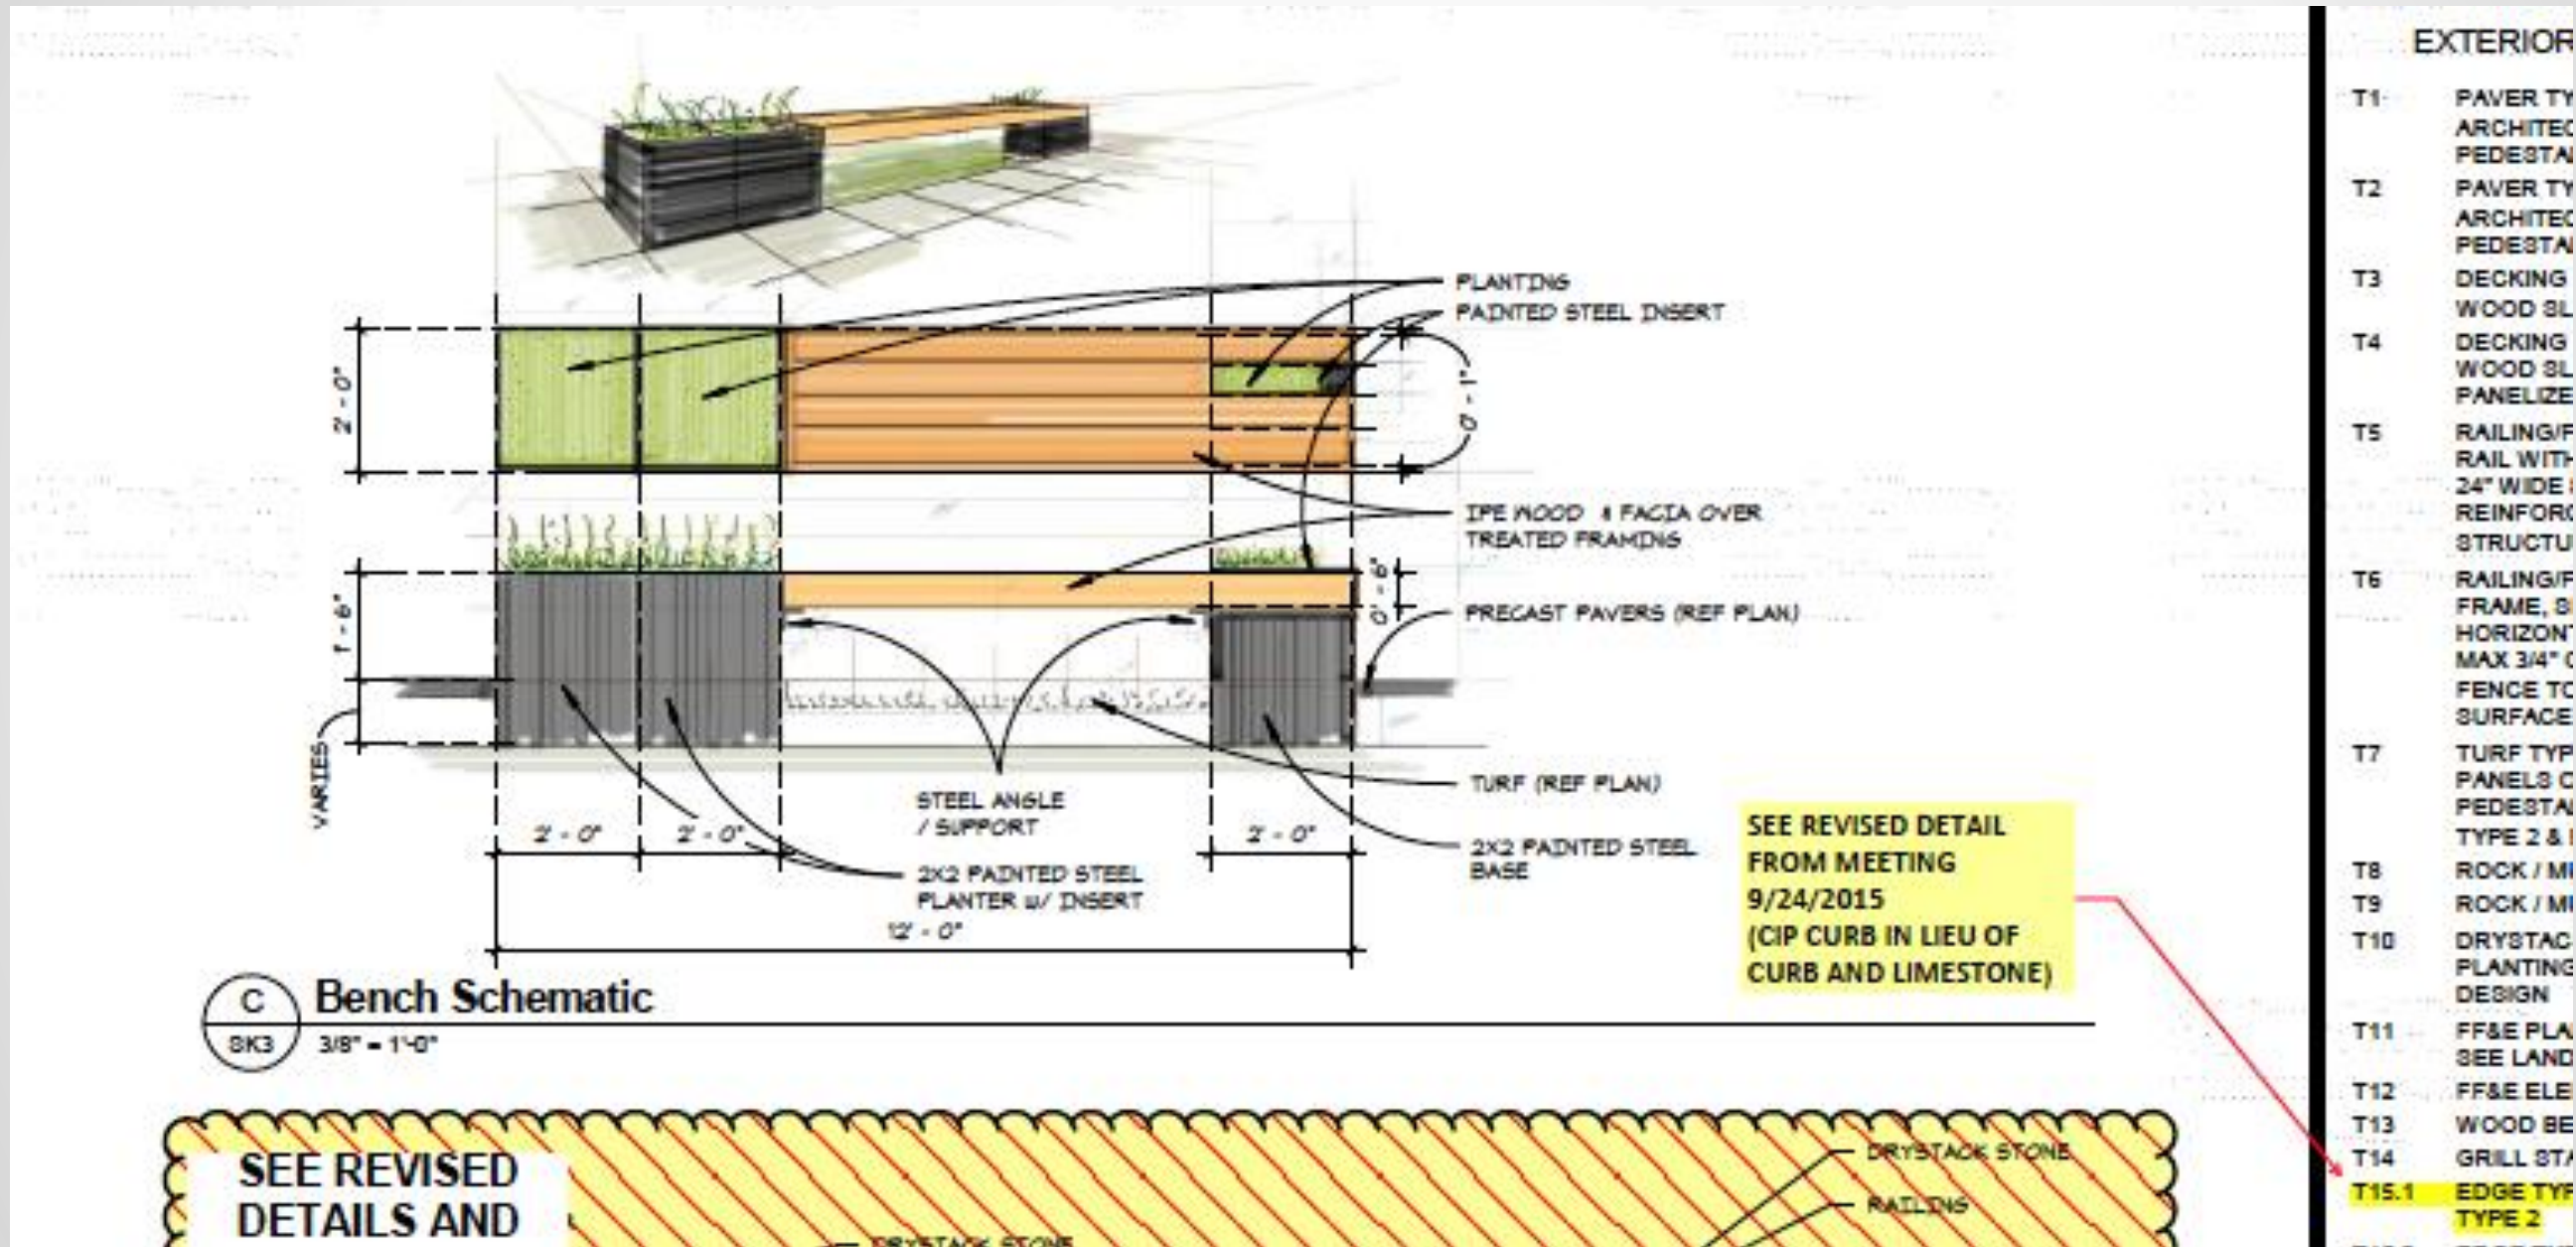 PLANTING
PAINTED STEEL INSERT
2' - 0"
0' - 1"
IPE WOOD & FACIA OVER
TREATED FRAMING
0' - 6"
1' - 6"
PRECAST PAVERS (REF PLAN)
VARIES
TURF (REF PLAN)
STEEL ANGLE
/ SUPPORT
2' - 0"
2' - 0"
2' - 0"
2X2 PAINTED STEEL
BASE
2X2 PAINTED STEEL
PLANTER W/ INSERT
12' - 0"
SEE REVISED DETAIL
FROM MEETING
9/24/2015
(CIP CURB IN LIEU OF
CURB AND LIMESTONE)
C
Bench Schematic
SK3
3/8" = 1'-0"
SEE REVISED
DETAILS AND
DRYSTACK STONE
RAILING
DRYSTACK STONE
EXTERIOR
T1 PAVER TY
ARCHITEC
PEDESTA
T2 PAVER TY
ARCHITEC
PEDESTA
T3 DECKING
WOOD SL
T4 DECKING
WOOD SL
PANELIZE
T5 RAILING/F
RAIL WITH
24" WIDE
REINFORC
STRUCTU
T6 RAILING/F
FRAME, S
HORIZON
MAX 3/4"
FENCE TO
SURFACE
T7 TURF TYP
PANELS
PEDESTA
TYPE 2 &
T8 ROCK / M
T9 ROCK / M
T10 DRYSTAC
PLANTING
DESIGN
T11 FF&E PLA
SEE LAND
T12 FF&E ELE
T13 WOOD BE
T14 GRILL STA
T15.1 EDGE TYP
TYPE 2